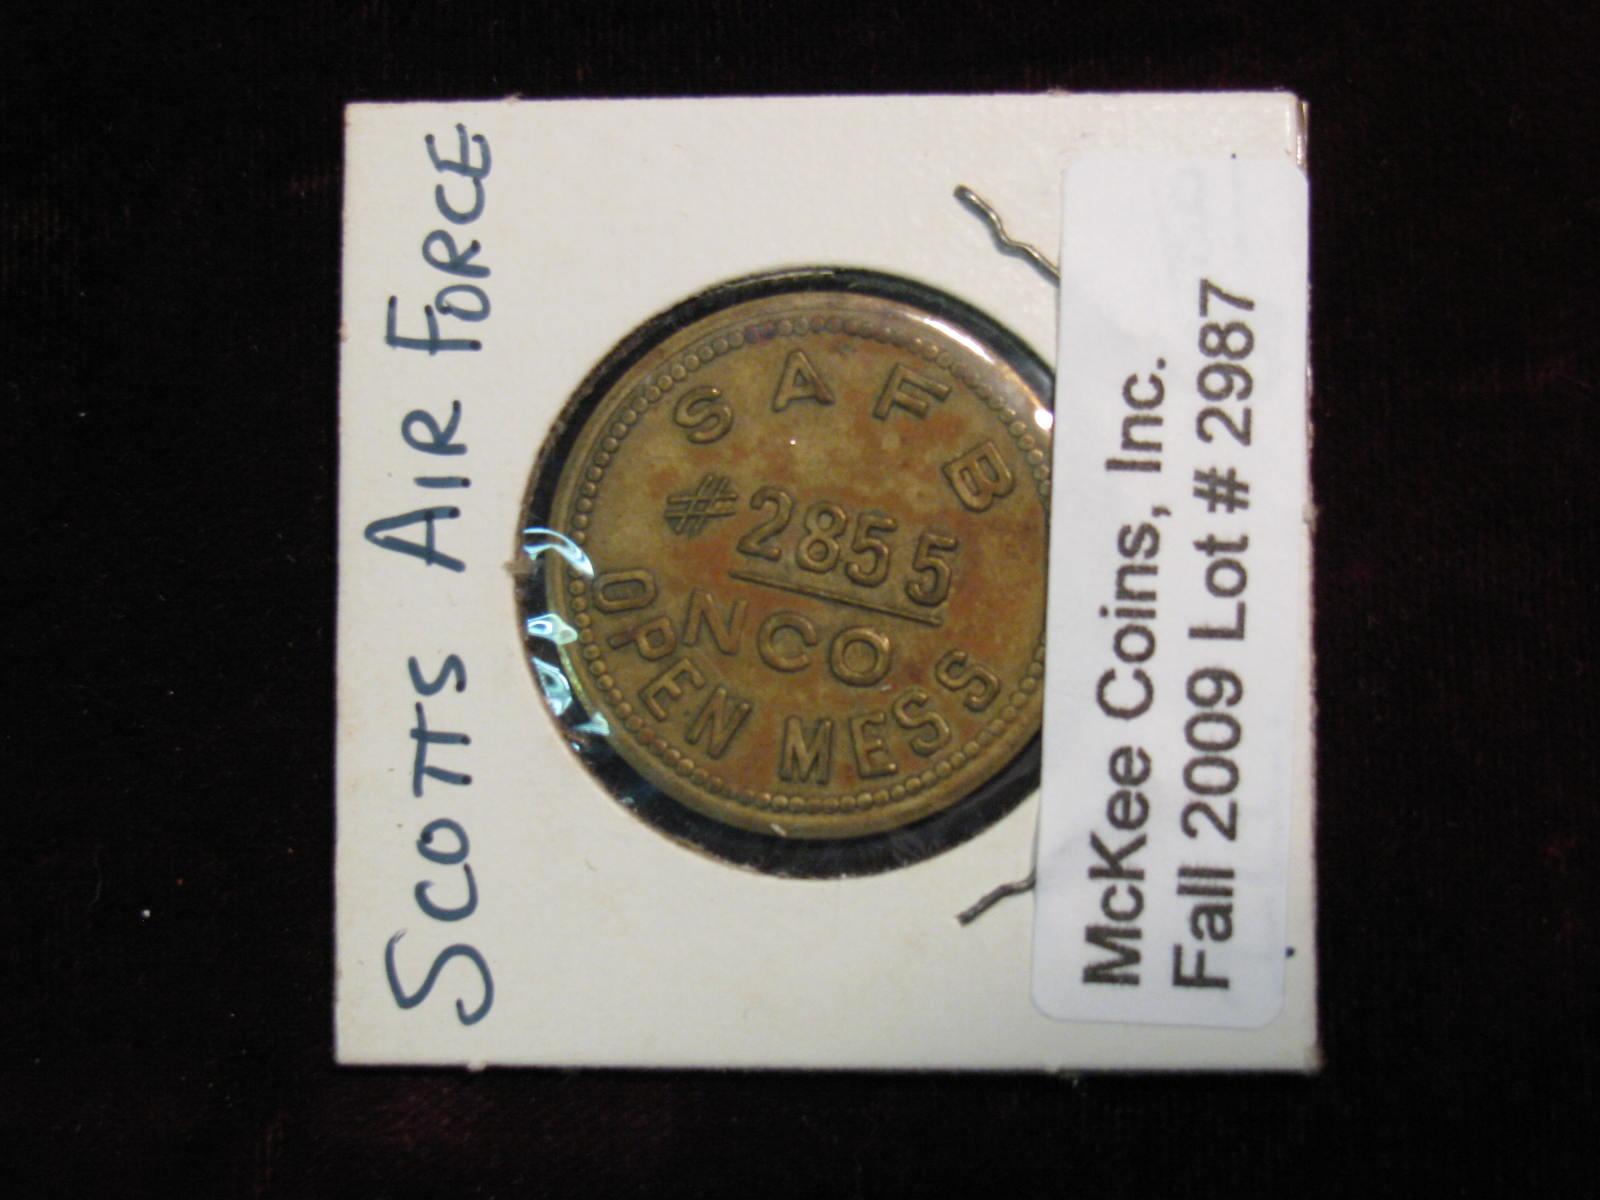 SCOTTS AIR FORCE
SAFB
#2855
NCO
OPEN MESS
McKee Coins, Inc.
Fall 2009 Lot # 2987